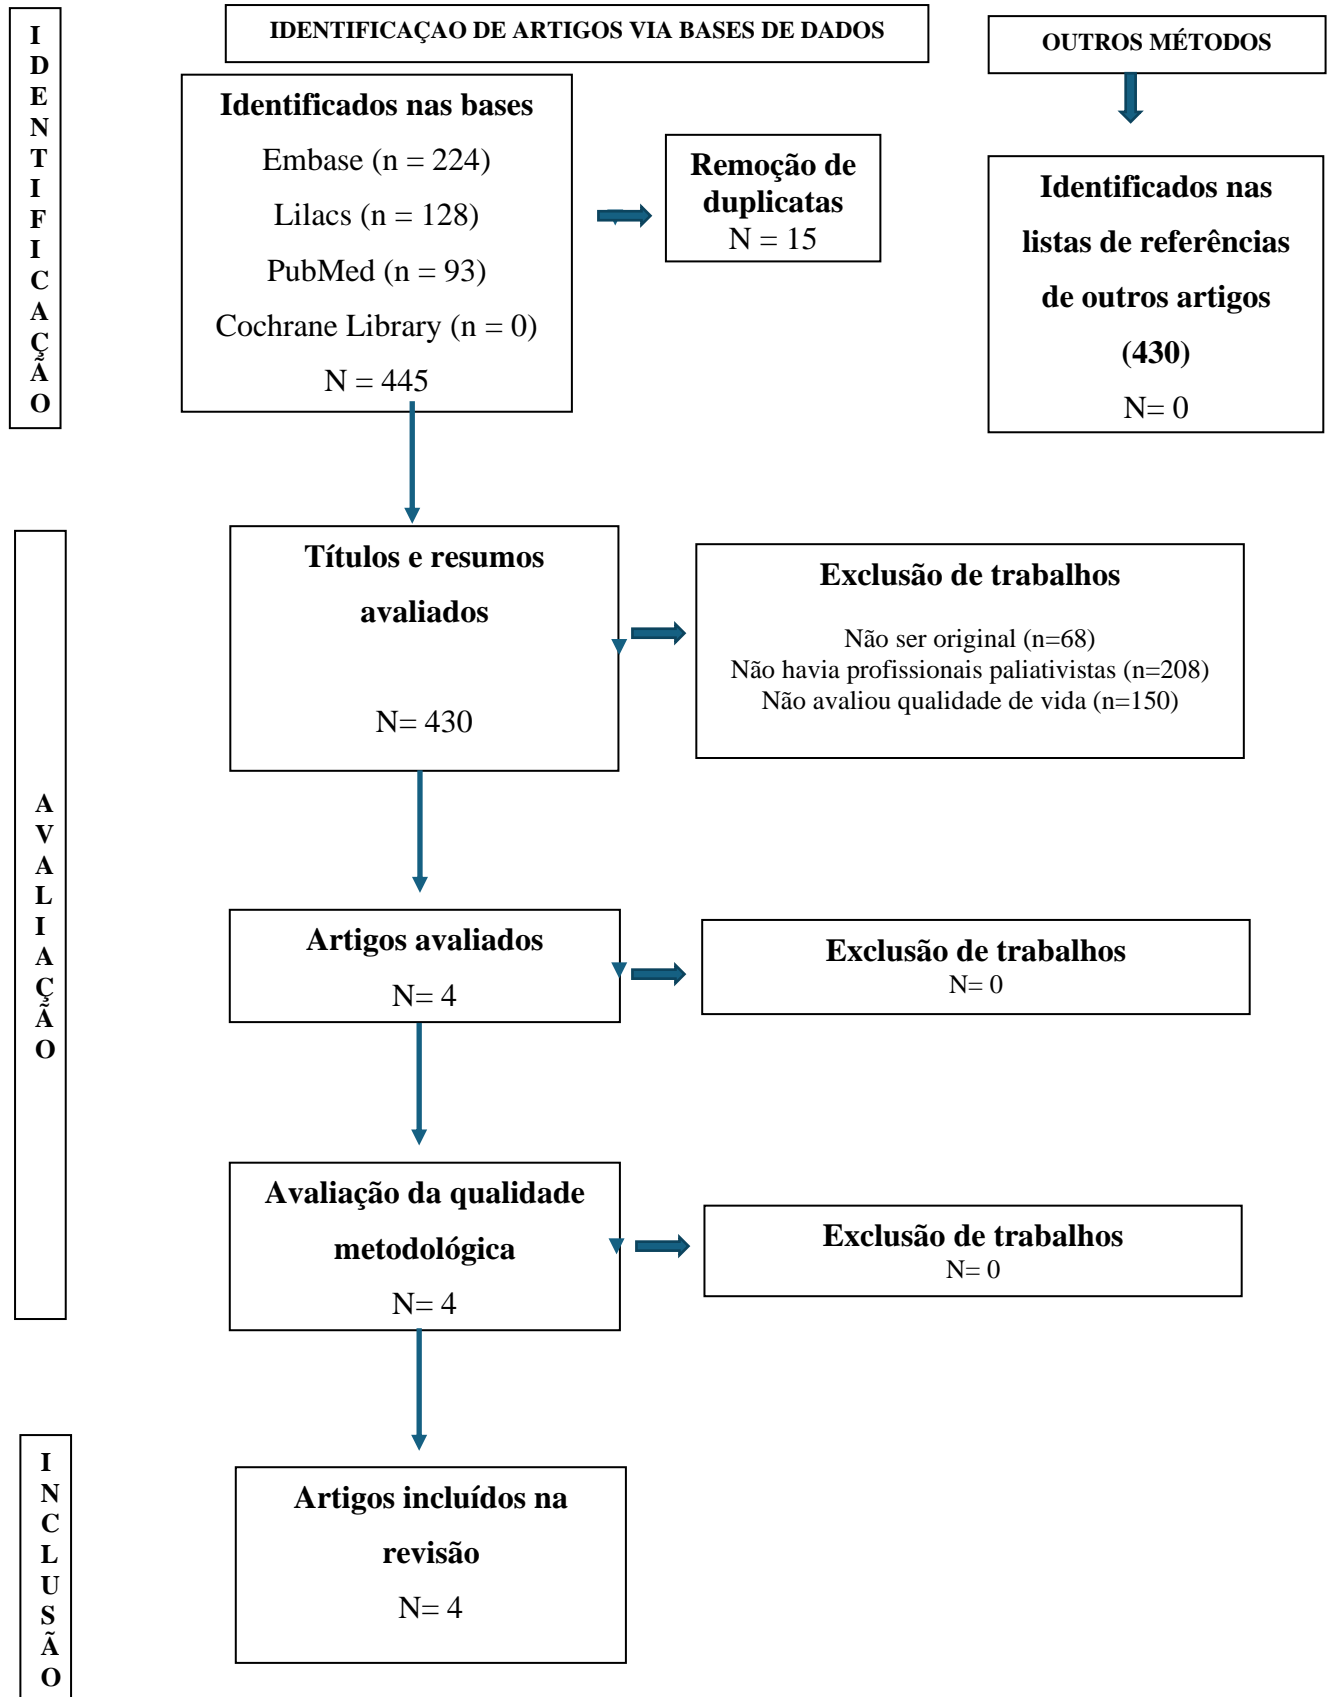 IDENTIFICAÇÃO
IDENTIFICAÇAO DE ARTIGOS VIA BASES DE DADOS
Identificados nas bases
Embase (n = 224)
Lilacs (n = 128)
PubMed (n = 93)
Cochrane Library (n = 0)
N = 445
Remoção de
duplicatas
N = 15
OUTROS MÉTODOS
Identificados nas
listas de referências
de outros artigos
(430)
N= 0
AVALIAÇÃO
Títulos e resumos
avaliados
N= 430
Exclusão de trabalhos
Não ser original (n=68)
Não havia profissionais paliativistas (n=208)
Não avaliou qualidade de vida (n=150)
Artigos avaliados
N= 4
Exclusão de trabalhos
N= 0
Avaliação da qualidade
metodológica
N= 4
Exclusão de trabalhos
N= 0
INCLUSÃO
Artigos incluídos na
revisão
N= 4